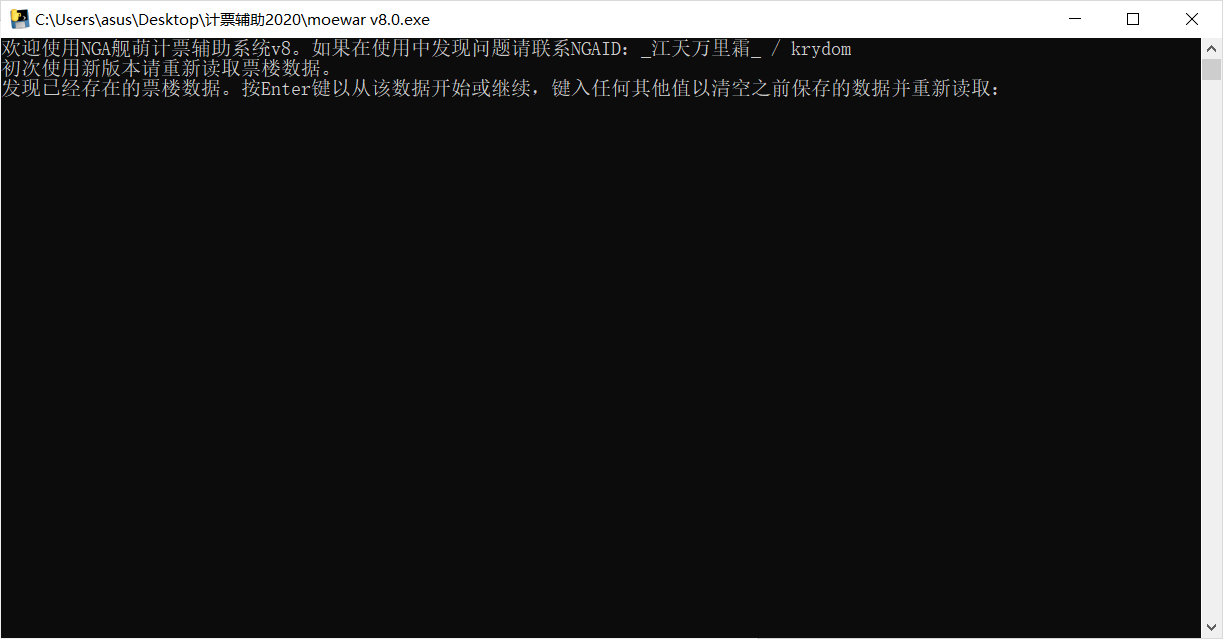 C:\Users\asus\Desktop\计票辅助2020\moewar v8.0.exe
欢迎使用NGA舰萌计票辅助系统v8。如果在使用中发现问题请联系NGAID：_江天万里霜_ / krydom
初次使用新版本请重新读取票楼数据。
发现已经存在的票楼数据。按Enter键以从该数据开始或继续，键入任何其他值以清空之前保存的数据并重新读取：